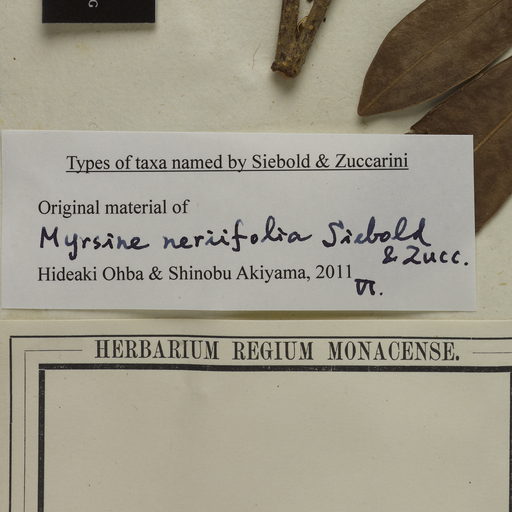 Types of taxa named by Siebold & Zuccarini
Original material of
Myrsine neriifolia Siebold
& Zucc.
Hideaki Ohba & Shinobu Akiyama, 2011
VI.
HERBARIUM REGIUM MONACENSE.